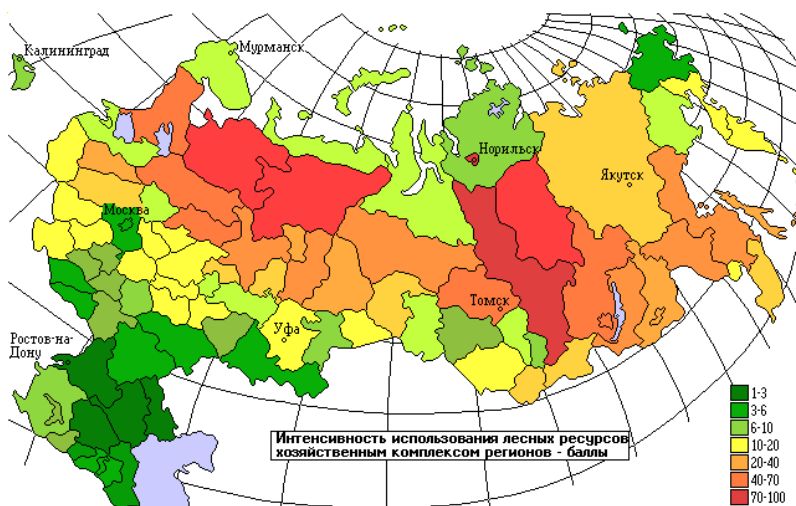 Калининград
Мурманск
Норильск
Якутск
Москва
Томск
Уфа
Ростов-на-
Дону
Интенсивность использования лесных ресурсов
хозяйственным комплексом регионов - баллы
1-3
3-6
6-10
10-20
20-40
40-70
70-100